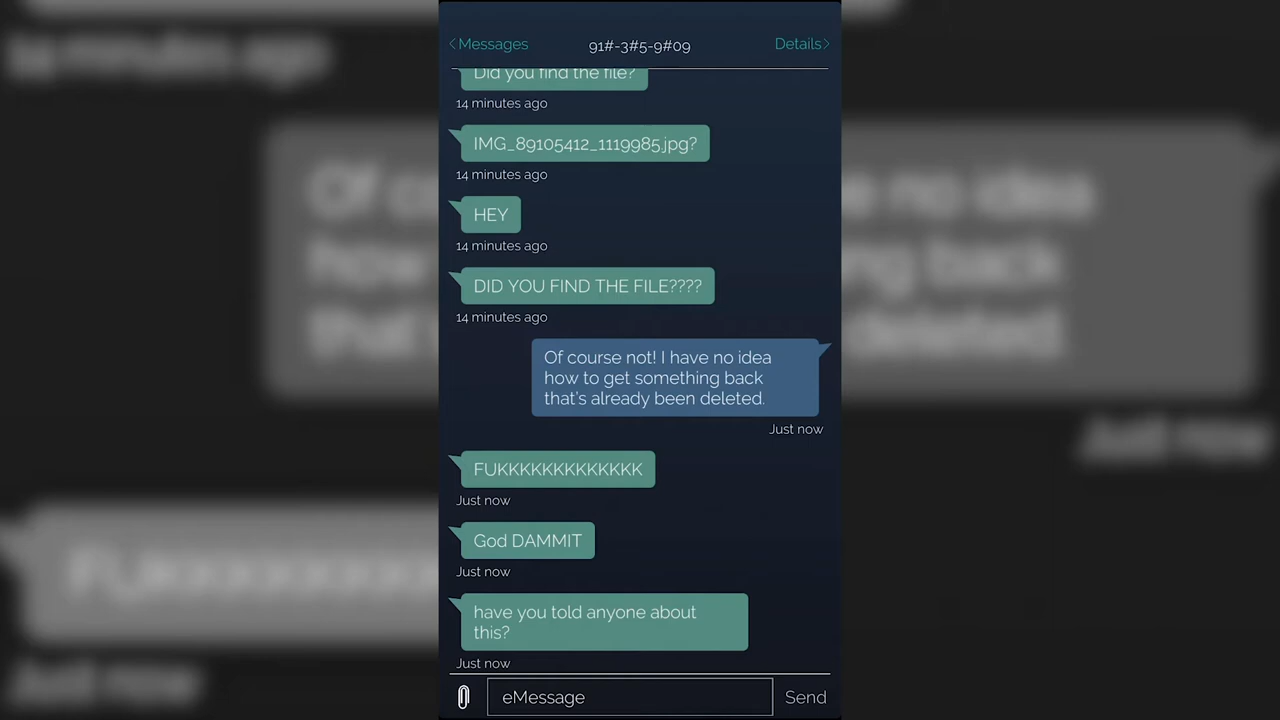 Messages
91#-3#5-9#09
Details
Did you find the file?
14 minutes ago
IMG_89105412_1119985.jpg?
14 minutes ago
HEY
14 minutes ago
DID YOU FIND THE FILE????
14 minutes ago
Of course not! I have no idea
how to get something back
that's already been deleted.
Just now
FUKKKKKKKKKKKKK
Just now
God DAMMIT
Just now
have you told anyone about
this?
Just now
eMessage
Send